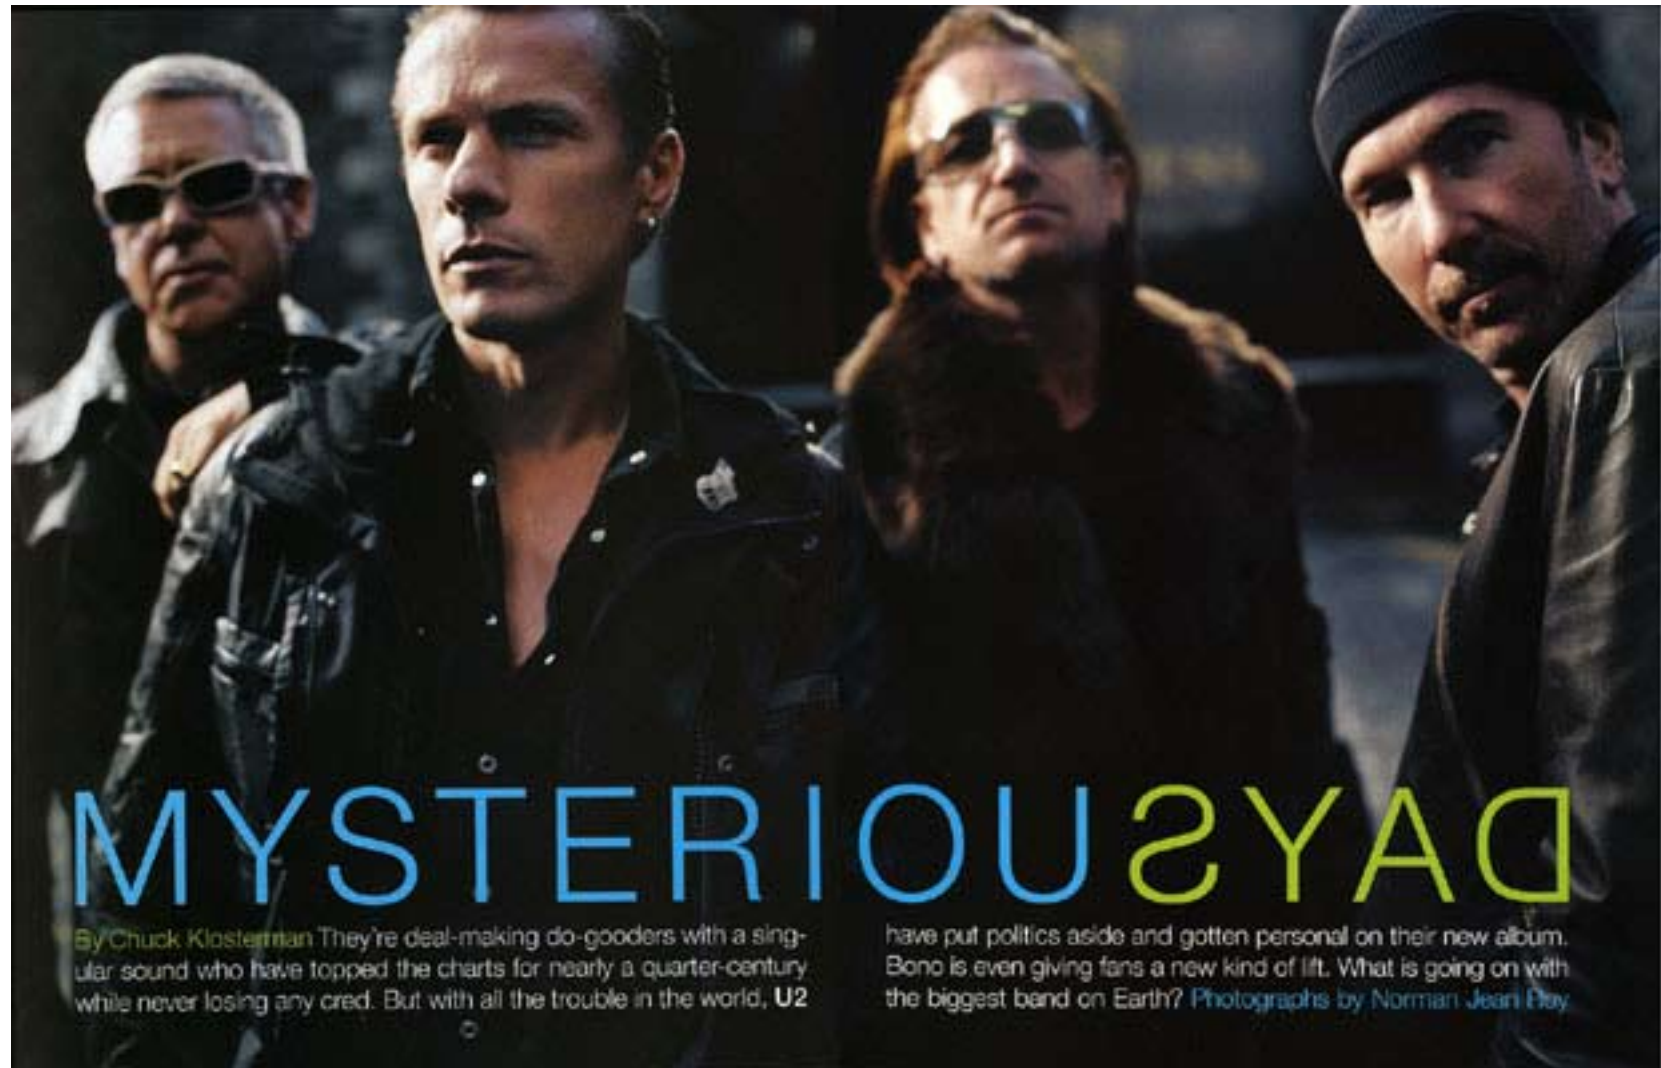 MYSTERIOUSYAD
By Chuck Klosterman They're deal-making do-gooders with a sing-
ular sound who have topped the charts for nearly a quarter-century
while never losing any cred. But with all the trouble in the world, U2
have put politics aside and gotten personal on their new album.
Bono is even giving fans a new kind of lift. What is going on with
the biggest band on Earth? Photographs by Norman Jean Roy